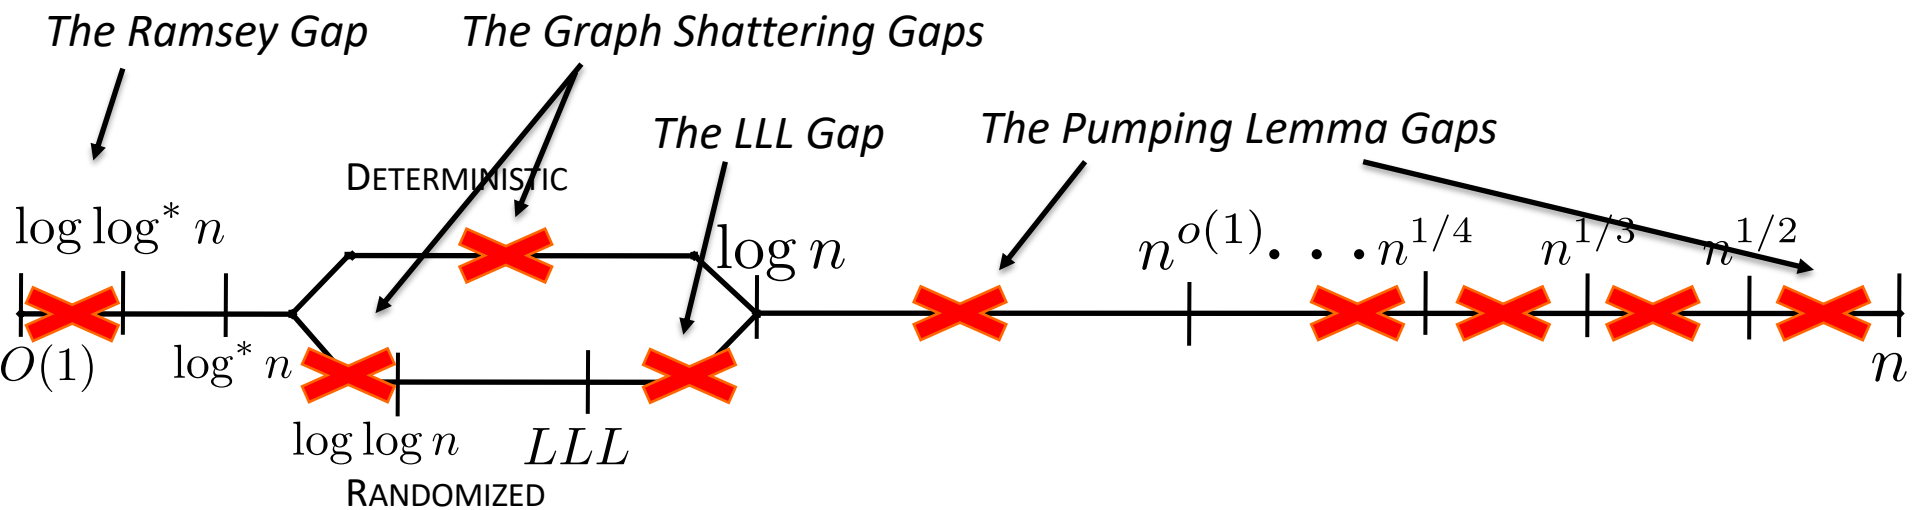 The Ramsey Gap
The Graph Shattering Gaps
The LLL Gap
The Pumping Lemma Gaps
DETERMINISTIC
log log* n
log n
n^{o(1)} . . . n^{1/4}
n^{1/3}
n^{1/2}
O(1)
log* n
n
log log n
LLL
RANDOMIZED